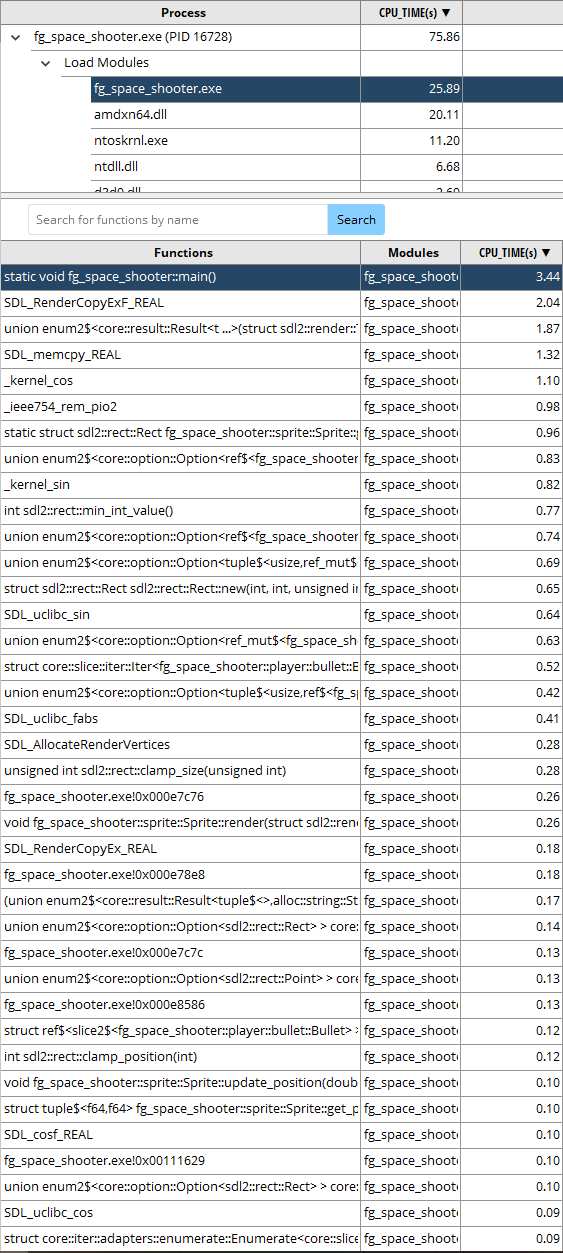 Process CPU_TIME(s) ▼
fg_space_shooter.exe (PID 16728) 75.86
Load Modules
fg_space_shooter.exe 25.89
amdxn64.dll 20.11
ntoskrnl.exe 11.20
ntdll.dll 6.68
d3d9.dll 2.60
Search for functions by name Search
Functions Modules CPU_TIME(s) ▼
static void fg_space_shooter::main() fg_space_shoot 3.44
SDL_RenderCopyExF_REAL fg_space_shoot 2.04
union enum2$<core::result::Result<t ...>(struct sdl2::render:: fg_space_shoot 1.87
SDL_memcpy_REAL fg_space_shoot 1.32
_kernel_cos fg_space_shoot 1.10
_ieee754_rem_pio2 fg_space_shoot 0.98
static struct sdl2::rect::Rect fg_space_shooter::sprite::Sprite:: fg_space_shoot 0.96
union enum2$<core::option::Option<ref$<fg_space_shooter fg_space_shoot 0.83
_kernel_sin fg_space_shoot 0.82
int sdl2::rect::min_int_value() fg_space_shoot 0.77
union enum2$<core::option::Option<ref$<fg_space_shooter fg_space_shoot 0.74
union enum2$<core::option::Option<tuple$<usize,ref_mut$ fg_space_shoot 0.69
struct sdl2::rect::Rect sdl2::rect::Rect::new(int, int, unsigned i fg_space_shoot 0.65
SDL_uclibc_sin fg_space_shoot 0.64
union enum2$<core::option::Option<ref_mut$<fg_space_sh fg_space_shoot 0.63
struct core::slice::iter::Iter<fg_space_shooter::player::bullet::E fg_space_shoot 0.52
union enum2$<core::option::Option<tuple$<usize,ref$<fg_s fg_space_shoot 0.42
SDL_uclibc_fabs fg_space_shoot 0.41
SDL_AllocateRenderVertices fg_space_shoot 0.28
unsigned int sdl2::rect::clamp_size(unsigned int) fg_space_shoot 0.28
fg_space_shooter.exe!0x000e7c76 fg_space_shoot 0.26
void fg_space_shooter::sprite::Sprite::render(struct sdl2::ren fg_space_shoot 0.26
SDL_RenderCopyEx_REAL fg_space_shoot 0.18
fg_space_shooter.exe!0x000e78e8 fg_space_shoot 0.18
(union enum2$<core::result::Result<tuple$<>,alloc::string::St fg_space_shoot 0.17
union enum2$<core::option::Option<sdl2::rect::Rect> > core: fg_space_shoot 0.14
fg_space_shooter.exe!0x000e7c7c fg_space_shoot 0.13
union enum2$<core::option::Option<sdl2::rect::Point> > core fg_space_shoot 0.13
fg_space_shooter.exe!0x000e8586 fg_space_shoot 0.13
struct ref$<slice2$<fg_space_shooter::player::bullet::Bullet> > fg_space_shoot 0.12
int sdl2::rect::clamp_position(int) fg_space_shoot 0.12
void fg_space_shooter::sprite::Sprite::update_position(doub fg_space_shoot 0.10
struct tuple$<f64,f64> fg_space_shooter::sprite::Sprite::get_p fg_space_shoot 0.10
SDL_cosf_REAL fg_space_shoot 0.10
fg_space_shooter.exe!0x00111629 fg_space_shoot 0.10
union enum2$<core::option::Option<sdl2::rect::Rect> > core: fg_space_shoot 0.10
SDL_uclibc_cos fg_space_shoot 0.09
struct core::iter::adapters::enumerate::Enumerate<core::slice fg_space_shoot 0.09